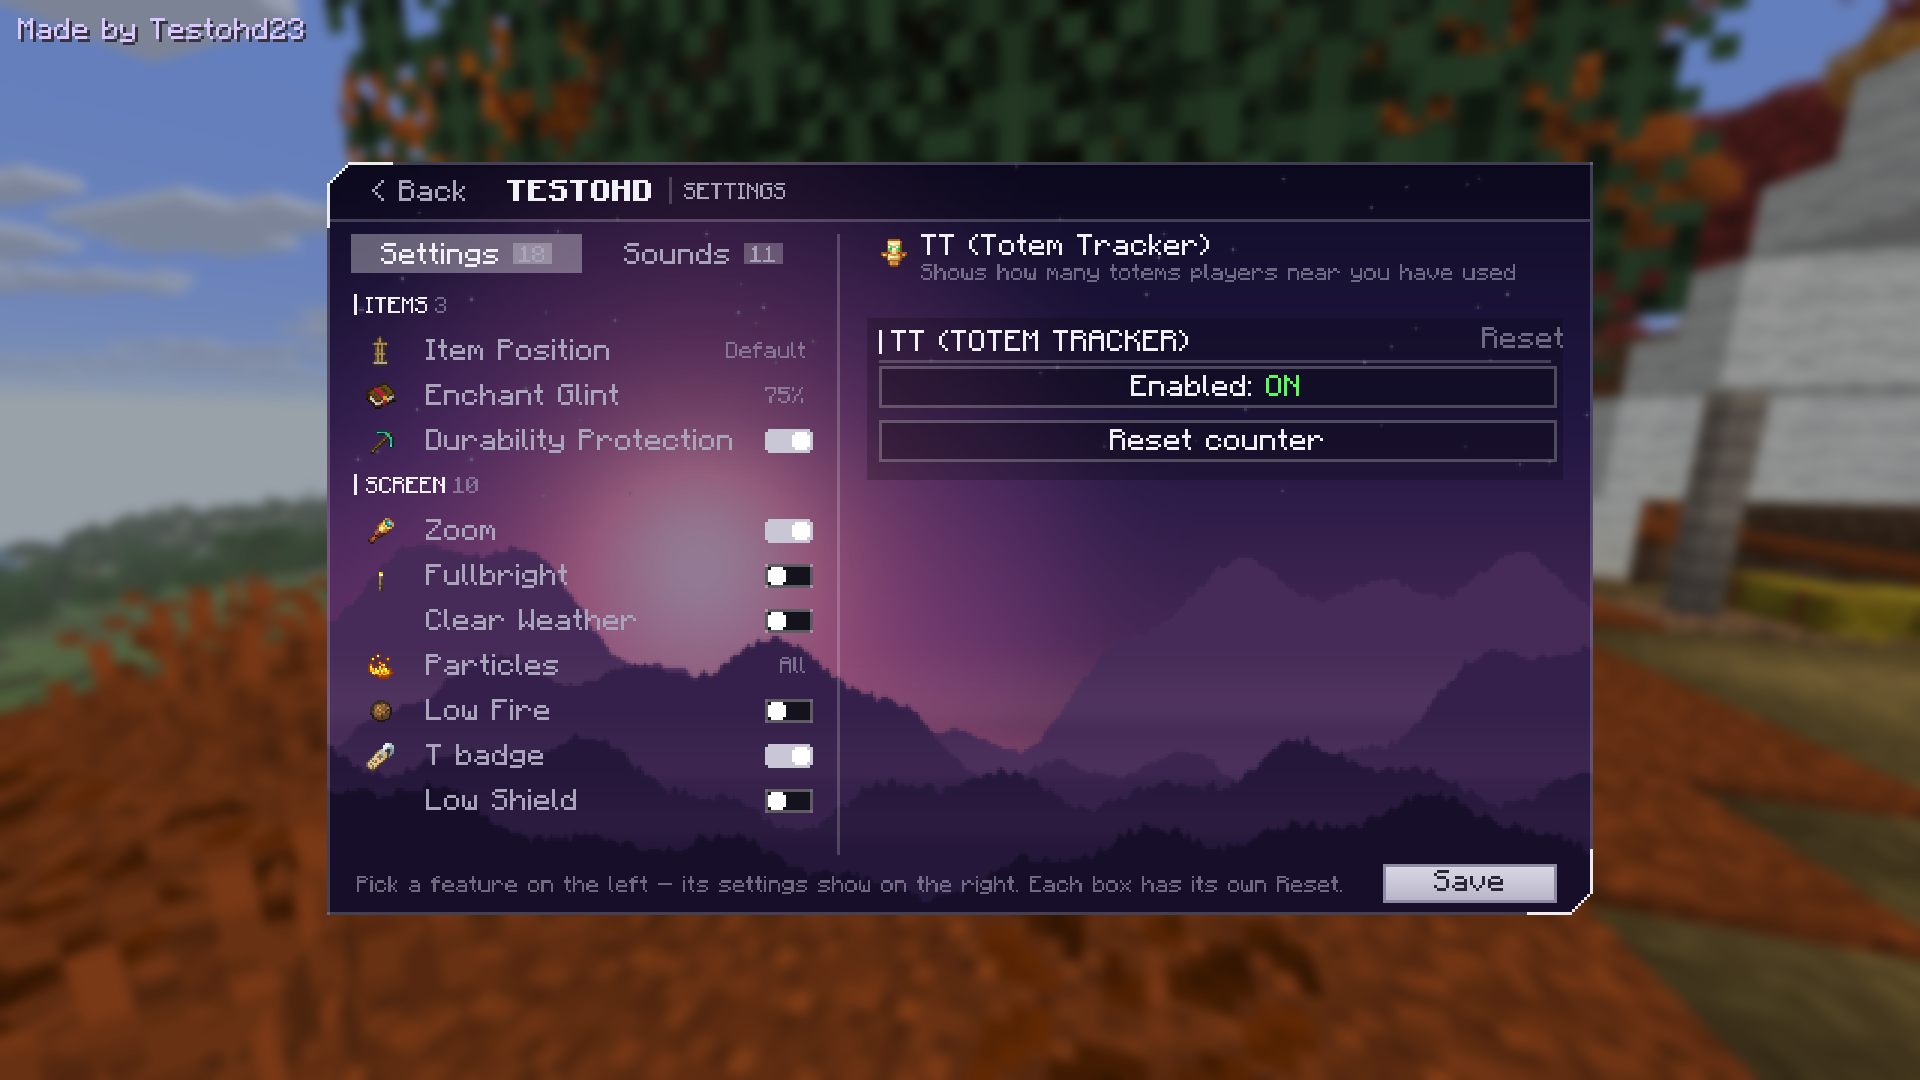 Made by Testohd23
< Back
TESTOHD | SETTINGS
Settings 18
Sounds 11
ITEMS 3
Item Position Default
Enchant Glint 75%
Durability Protection
SCREEN 10
Zoom
Fullbright
Clear Weather
Particles All
Low Fire
T badge
Low Shield
TT (Totem Tracker)
Shows how many totems players near you have used
TT (TOTEM TRACKER) Reset
Enabled: ON
Reset counter
Pick a feature on the left – its settings show on the right. Each box has its own Reset.
Save